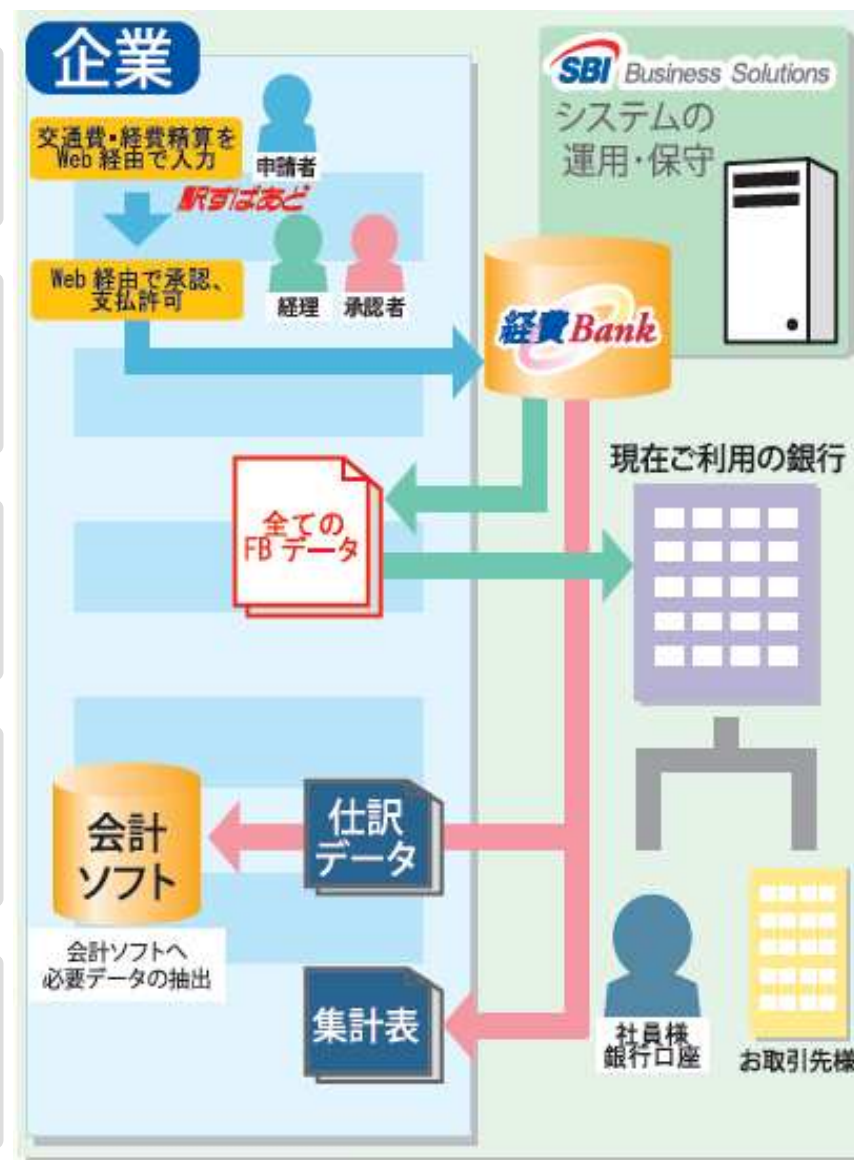 企業
SBI Business Solutions
システムの
運用・保守
交通費・経費精算を
Web 経由で入力
申請者
駅すぱあと
Web 経由で承認、
支払許可
経理
承認者
経費Bank
現在ご利用の銀行
全ての
FB データ
仕訳
データ
会計
ソフト
会計ソフトへ
必要データの抽出
集計表
社員様
銀行口座
お取引先様